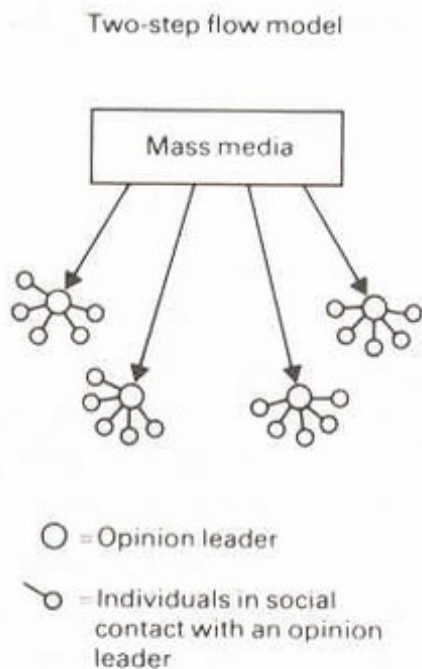 Two-step flow model
Mass media
= Opinion leader
= Individuals in social
contact with an opinion
leader